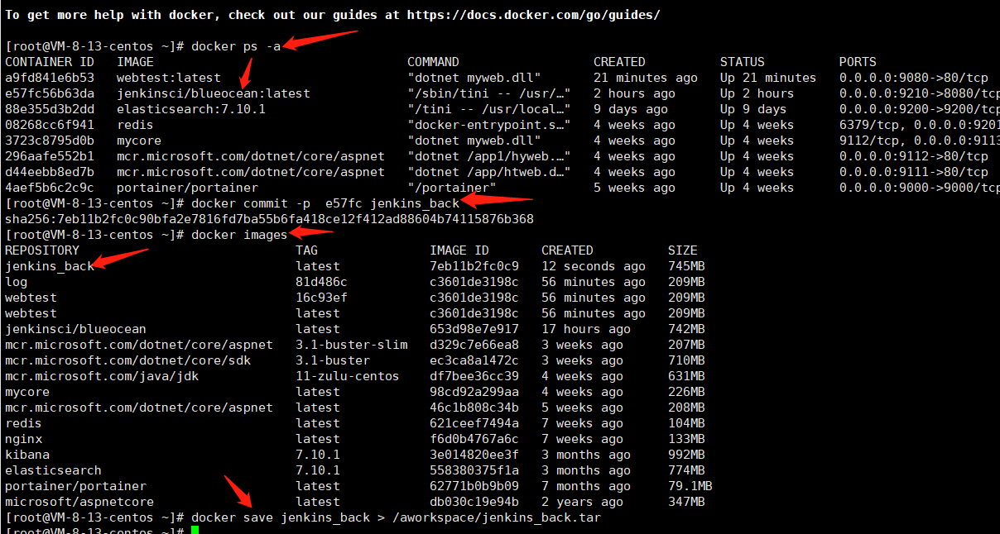 To get more help with docker, check out our guides at https://docs.docker.com/go/guides/
[root@VM-8-13-centos ~]# docker ps -a
CONTAINER ID   IMAGE                                  COMMAND                  CREATED          STATUS          PORTS
a9fd841e6b53   webtest:latest                         "dotnet myweb.dll"       21 minutes ago   Up 21 minutes   0.0.0.0:9080->80/tcp
e57fc56b63da   jenkinsci/blueocean:latest             "/sbin/tini -- /usr/…"   2 hours ago      Up 2 hours      0.0.0.0:9210->8080/tcp
88e355d3b2dd   elasticsearch:7.10.1                   "/tini -- /usr/local…"   9 days ago       Up 9 days       0.0.0.0:9200->9200/tcp
08268cc6f941   redis                                  "docker-entrypoint.s…"   4 weeks ago      Up 4 weeks      6379/tcp, 0.0.0.0:9201
3723c8795d0b   mycore                                 "dotnet myweb.dll"       4 weeks ago      Up 4 weeks      9112/tcp, 0.0.0.0:9113
296aafe552b1   mcr.microsoft.com/dotnet/core/aspnet   "dotnet /app1/hyweb.…"   4 weeks ago      Up 4 weeks      0.0.0.0:9112->80/tcp
d44eebb8ed7b   mcr.microsoft.com/dotnet/core/aspnet   "dotnet /app/htweb.d…"   4 weeks ago      Up 4 weeks      0.0.0.0:9111->80/tcp
4aef5b6c2c9c   portainer/portainer                    "/portainer"             5 weeks ago      Up 4 weeks      0.0.0.0:9000->9000/tcp
[root@VM-8-13-centos ~]# docker commit -p  e57fc jenkins_back
sha256:7eb11b2fc0c90bfa2e7816fd7ba55b6fa418ce12f412ad88604b74115876b368
[root@VM-8-13-centos ~]# docker images
REPOSITORY                             TAG               IMAGE ID       CREATED          SIZE
jenkins_back                           latest            7eb11b2fc0c9   12 seconds ago   745MB
log                                    81d486c           c3601de3198c   56 minutes ago   209MB
webtest                                16c93ef           c3601de3198c   56 minutes ago   209MB
webtest                                latest            c3601de3198c   56 minutes ago   209MB
jenkinsci/blueocean                    latest            653d98e7e917   17 hours ago     742MB
mcr.microsoft.com/dotnet/core/aspnet   3.1-buster-slim   d329c7e66ea8   3 weeks ago      207MB
mcr.microsoft.com/dotnet/core/sdk      3.1-buster        ec3ca8a1472c   3 weeks ago      710MB
mcr.microsoft.com/java/jdk             11-zulu-centos    df7bee36cc39   4 weeks ago      631MB
mycore                                 latest            98cd92a299aa   4 weeks ago      226MB
mcr.microsoft.com/dotnet/core/aspnet   latest            46c1b808c34b   5 weeks ago      208MB
redis                                  latest            621ceef7494a   7 weeks ago      104MB
nginx                                  latest            f6d0b4767a6c   7 weeks ago      133MB
kibana                                 7.10.1            3e014820ee3f   3 months ago     992MB
elasticsearch                          7.10.1            558380375f1a   3 months ago     774MB
portainer/portainer                    latest            62771b0b9b09   7 months ago     79.1MB
microsoft/aspnetcore                   latest            db030c19e94b   2 years ago      347MB
[root@VM-8-13-centos ~]# docker save jenkins_back > /aworkspace/jenkins_back.tar
[root@VM-8-13-centos ~]#